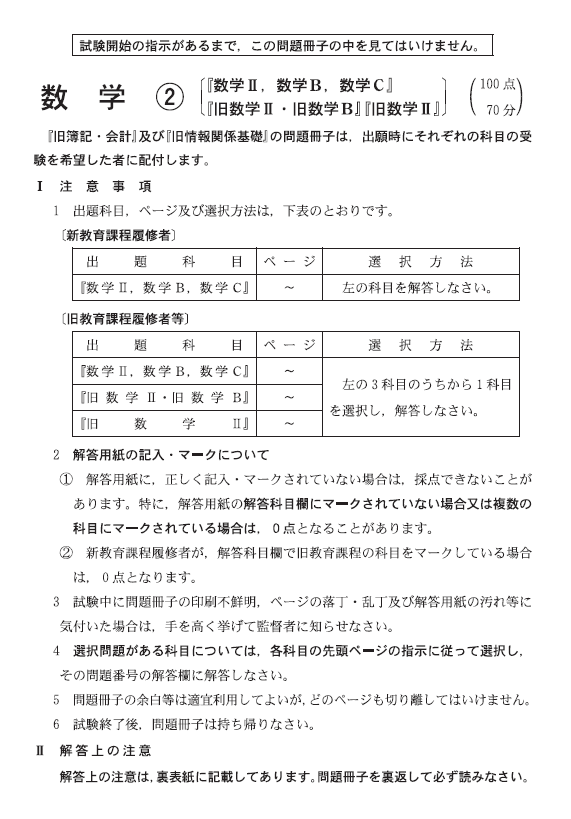 試験開始の指示があるまで，この問題冊子の中を見てはいけません。
数学 ② 〔『数学Ⅱ，数学B，数学C』 『旧数学Ⅱ・旧数学B』『旧数学Ⅱ』〕 (100点 70分)
『旧簿記・会計』及び『旧情報関係基礎』の問題冊子は，出願時にそれぞれの科目の受
験を希望した者に配付します。
Ⅰ 注意事項
1 出題科目，ページ及び選択方法は，下表のとおりです。
〔新教育課程履修者〕
出題科目 ページ 選択方法
『数学Ⅱ，数学B，数学C』 ～ 左の科目を解答しなさい。
〔旧教育課程履修者等〕
出題科目 ページ 選択方法
『数学Ⅱ，数学B，数学C』 ～
『旧数学Ⅱ・旧数学B』 ～
『旧数学Ⅱ』 ～
左の3科目のうちから1科目
を選択し，解答しなさい。
2 解答用紙の記入・マークについて
① 解答用紙に，正しく記入・マークされていない場合は，採点できないことが
あります。特に，解答用紙の解答科目欄にマークされていない場合又は複数の
科目にマークされている場合は，0点となることがあります。
② 新教育課程履修者が，解答科目欄で旧教育課程の科目をマークしている場合
は，0点となります。
3 試験中に問題冊子の印刷不鮮明，ページの落丁・乱丁及び解答用紙の汚れ等に
気付いた場合は，手を高く挙げて監督者に知らせなさい。
4 選択問題がある科目については，各科目の先頭ページの指示に従って選択し，
その問題番号の解答欄に解答しなさい。
5 問題冊子の余白等は適宜利用してよいが，どのページも切り離してはいけません。
6 試験終了後，問題冊子は持ち帰りなさい。
Ⅱ 解答上の注意
解答上の注意は，裏表紙に記載してあります。問題冊子を裏返して必ず読みなさい。